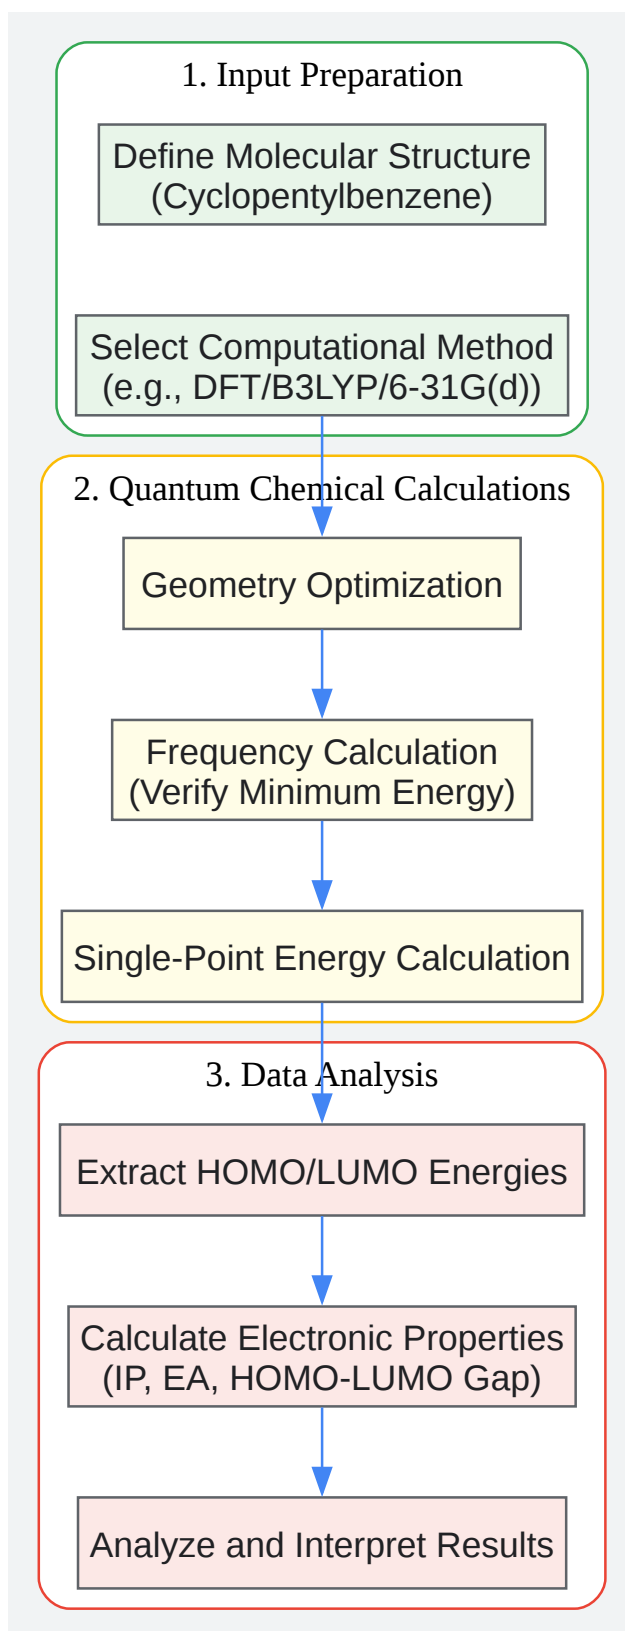 1. Input Preparation
Define Molecular Structure
(Cyclopentylbenzene)
Select Computational Method
(e.g., DFT/B3LYP/6-31G(d))
2. Quantum Chemical Calculations
Geometry Optimization
Frequency Calculation
(Verify Minimum Energy)
Single-Point Energy Calculation
3. Data Analysis
Extract HOMO/LUMO Energies
Calculate Electronic Properties
(IP, EA, HOMO-LUMO Gap)
Analyze and Interpret Results